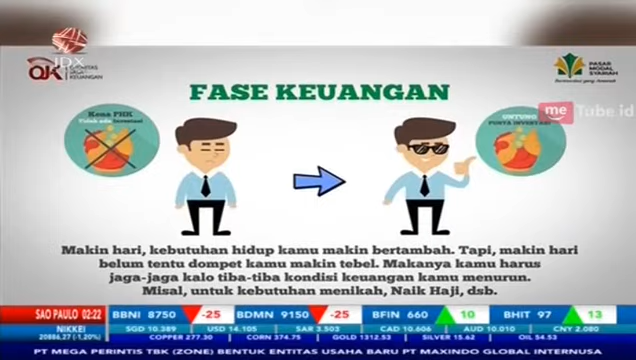 IDX
OJK OTORITAS JASA KEUANGAN
PASAR MODAL SYARIAH
FASE KEUANGAN
Kena PHK
Tidak ada Investasi
UNTUNG
PUNYA INVESTASI
me Tube id
Makin hari, kebutuhan hidup kamu makin bertambah. Tapi, makin hari
belum tentu dompet kamu makin tebel. Makanya kamu harus
jaga-jaga kalo tiba-tiba kondisi keuangan kamu menurun.
Misal, untuk kebutuhan menikah, Naik Haji, dsb.
SAO PAULO 02:22 BBNI 8750 -25 BDMN 9150 -25 BFIN 660 10 BHIT 97 13
NIKKEI SGD 10.389 USD 14.105 SAR 3.503 CAD 10.606 AUD 10.010 CNY 2.080
20886,27 (-1,20%) COPPER 277.30 CORN 374.75 GOLD 1312.53 SILVER 15.62 OIL 54.53
PT MEGA PERINTIS TBK (ZONE) BENTUK ENTITAS USAHA BARU PT MAXINDO GLOBAL INDERNUSA